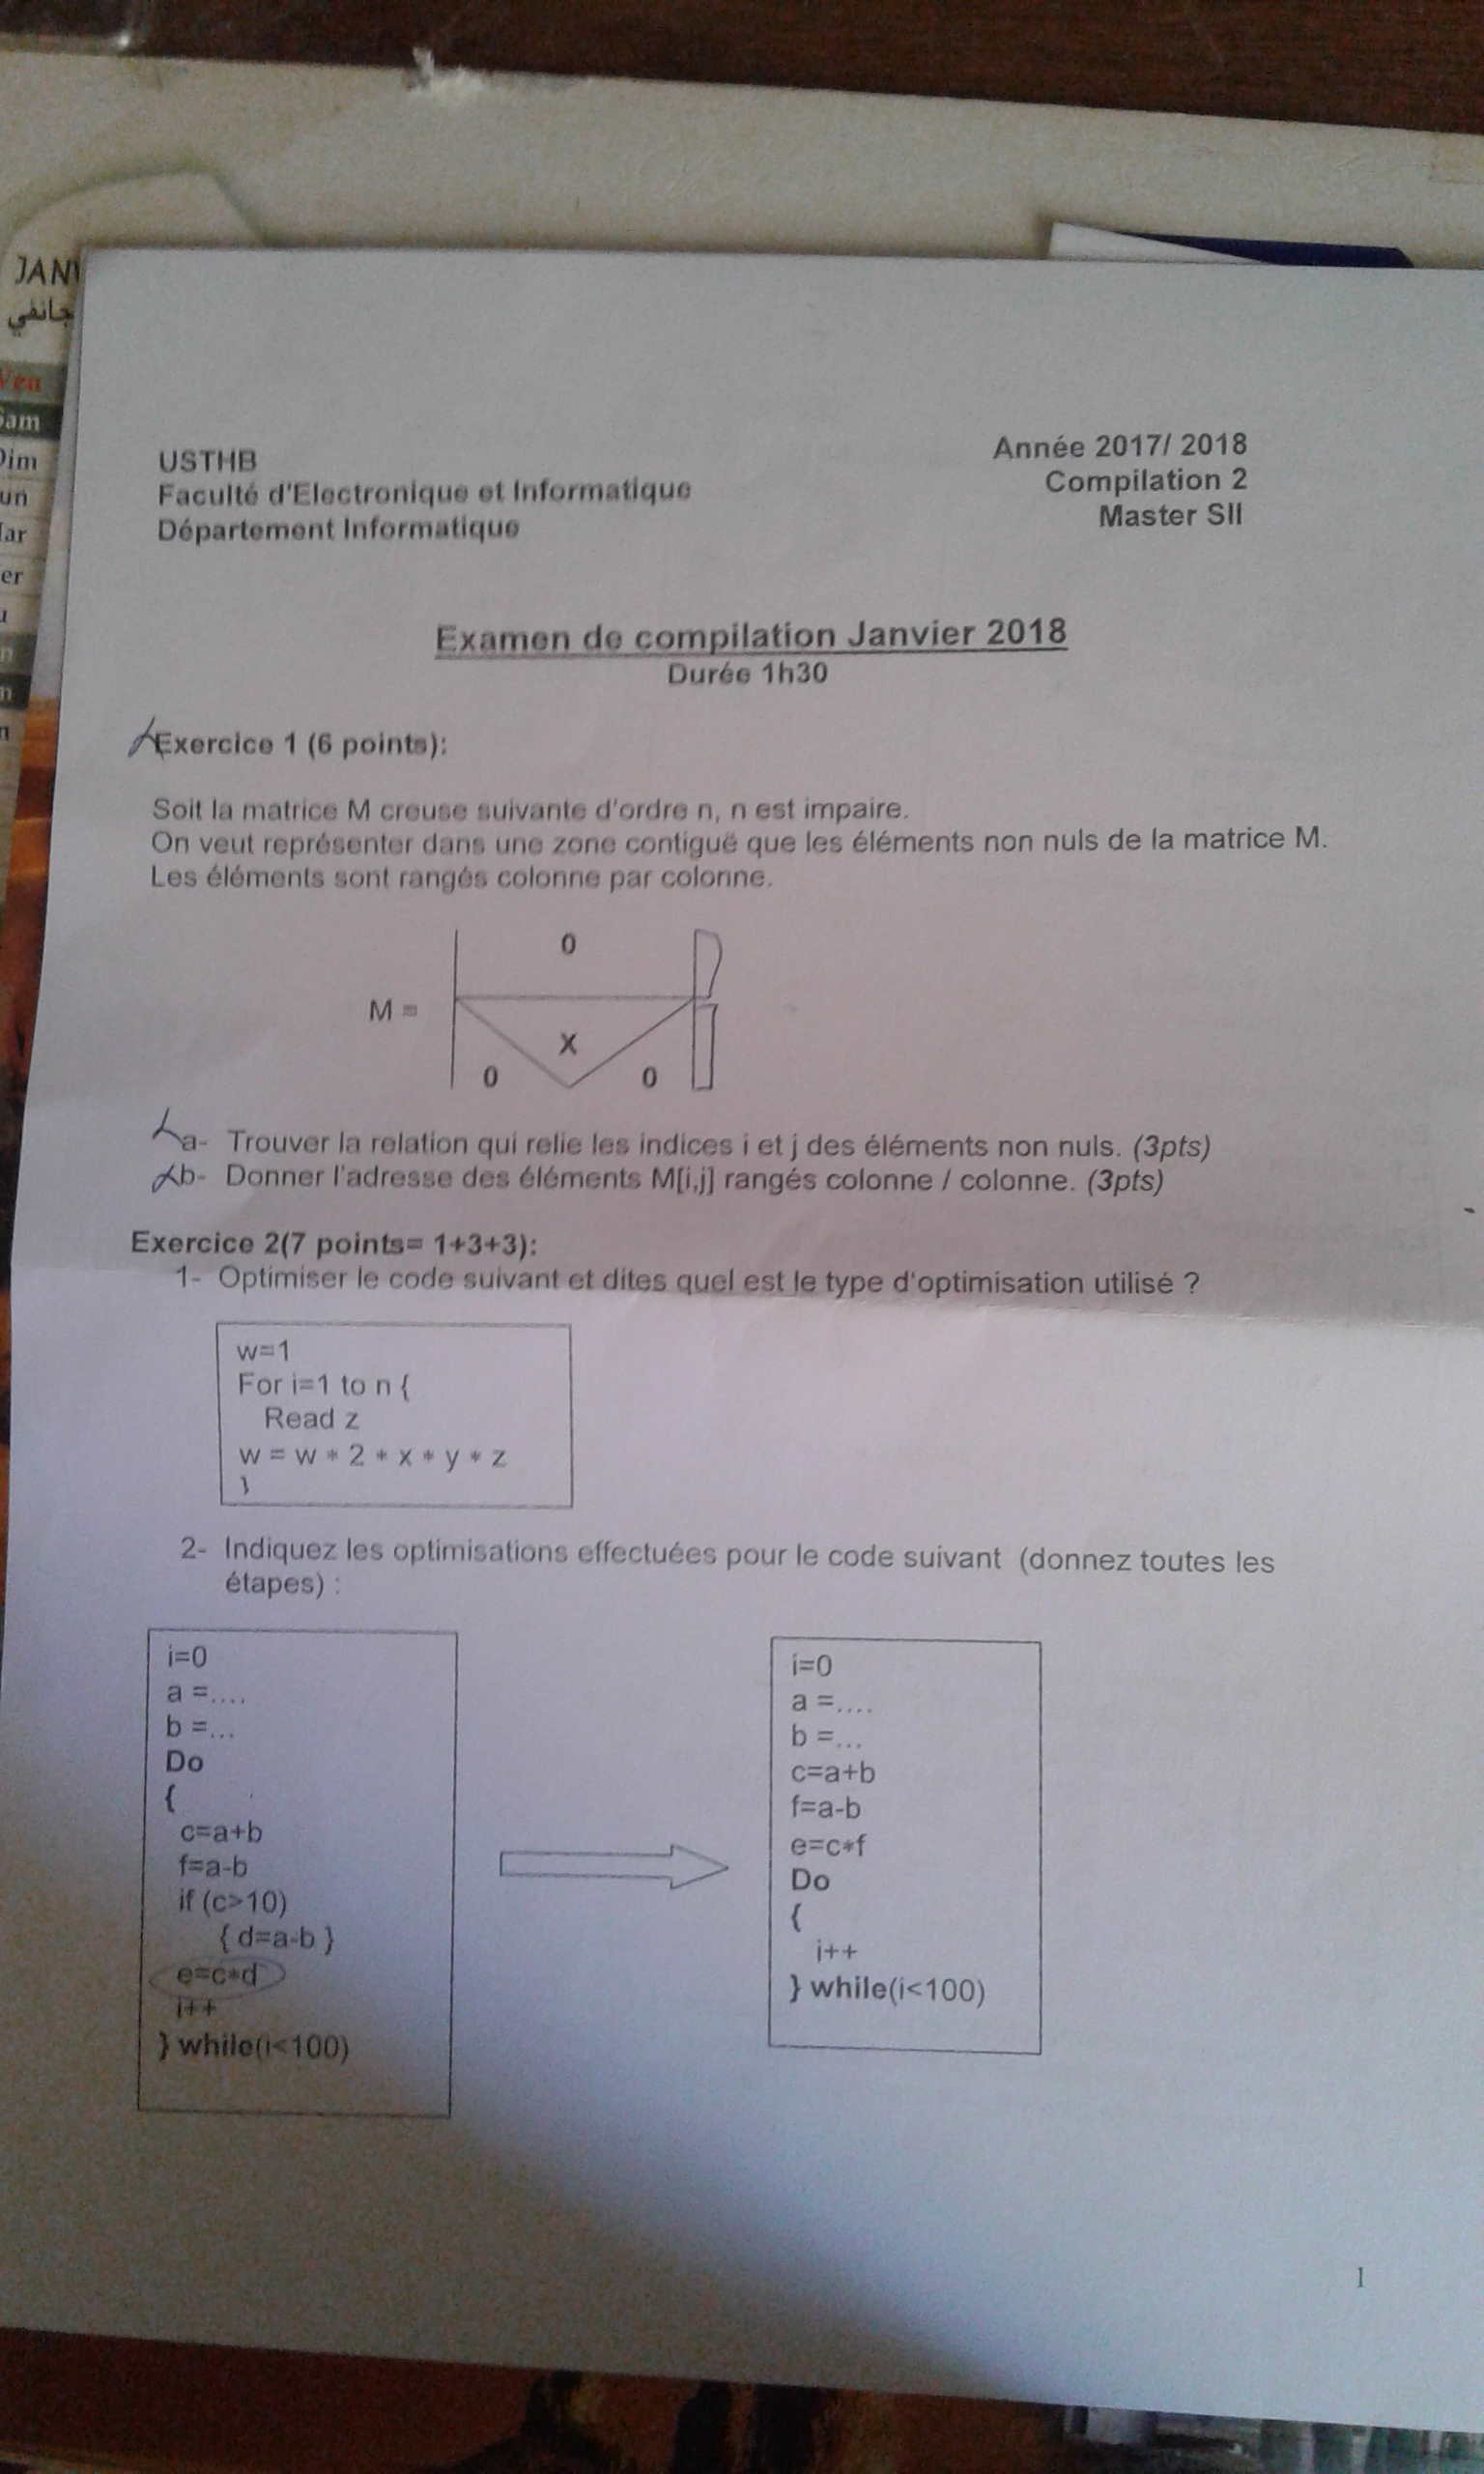 JAN
جانفي
Ven
Sam
Dim
un
ar
er
USTHB
Faculté d'Electronique et Informatique
Département Informatique
Année 2017/ 2018
Compilation 2
Master SII
Examen de compilation Janvier 2018
Durée 1h30
Exercice 1 (6 points):
Soit la matrice M creuse suivante d'ordre n, n est impaire.
On veut représenter dans une zone contiguë que les éléments non nuls de la matrice M.
Les éléments sont rangés colonne par colonne.
0
M =
X
0 0
a- Trouver la relation qui relie les indices i et j des éléments non nuls. (3pts)
b- Donner l'adresse des éléments M[i,j] rangés colonne / colonne. (3pts)
Exercice 2(7 points= 1+3+3):
1- Optimiser le code suivant et dites quel est le type d'optimisation utilisé ?
w=1
For i=1 to n {
Read z
w = w * 2 * x * y * z
}
2- Indiquez les optimisations effectuées pour le code suivant (donnez toutes les
étapes) :
i=0
a =....
b =...
Do
{
c=a+b
f=a-b
if (c>10)
{ d=a-b }
e=c*d
i++
} while(i<100)
i=0
a =....
b =...
c=a+b
f=a-b
e=c*f
Do
{
i++
} while(i<100)
1